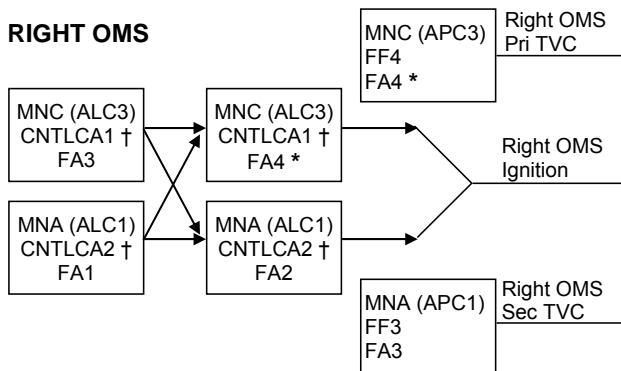 RIGHT OMS
MNC (APC3)
FF4
FA4 *
Right OMS
Pri TVC
MNC (ALC3)
CNTLCA1 †
FA3
MNC (ALC3)
CNTLCA1 †
FA4 *
Right OMS
Ignition
MNA (ALC1)
CNTLCA2 †
FA1
MNA (ALC1)
CNTLCA2 †
FA2
MNA (APC1)
FF3
FA3
Right OMS
Sec TVC